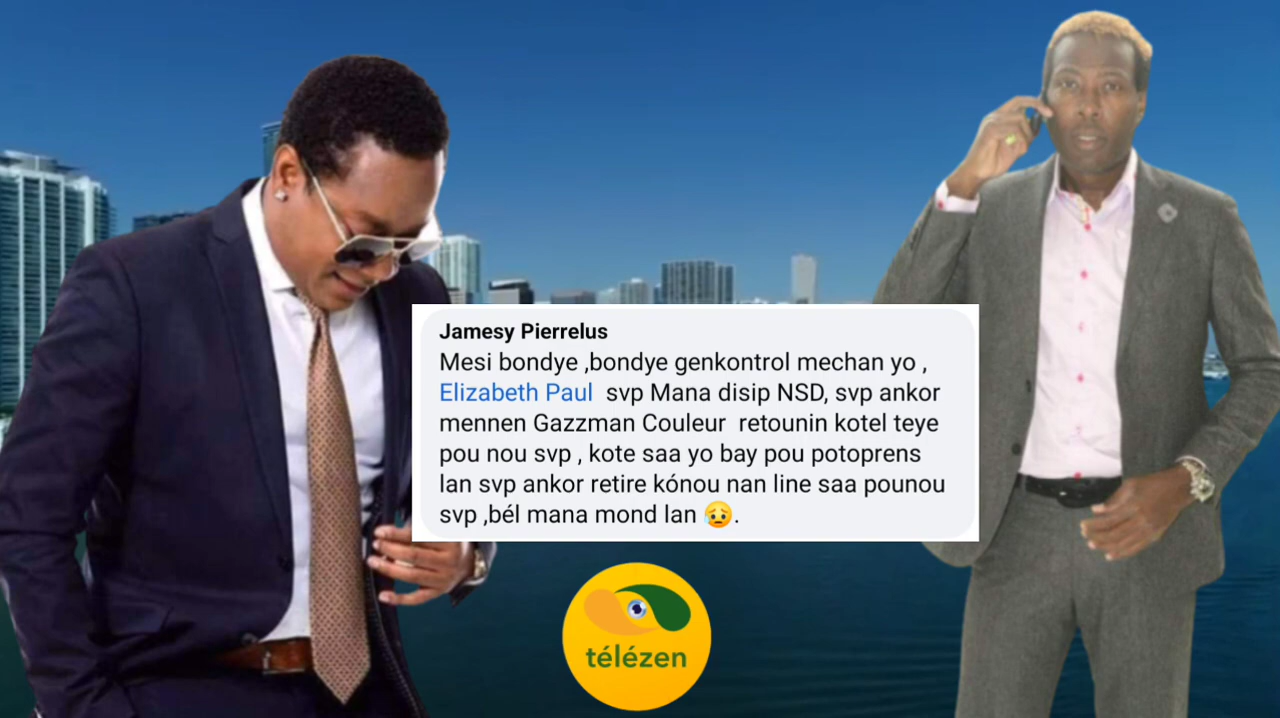 Jamesy Pierrelus
Mesi bondye ,bondye genkontrol mechan yo ,
Elizabeth Paul svp Mana disip NSD, svp ankor
mennen Gazzman Couleur retounin kotel teye
pou nou svp , kote saa yo bay pou potoprens
lan svp ankor retire kónou nan line saa pounou
svp ,bél mana mond lan 😥.
télézen